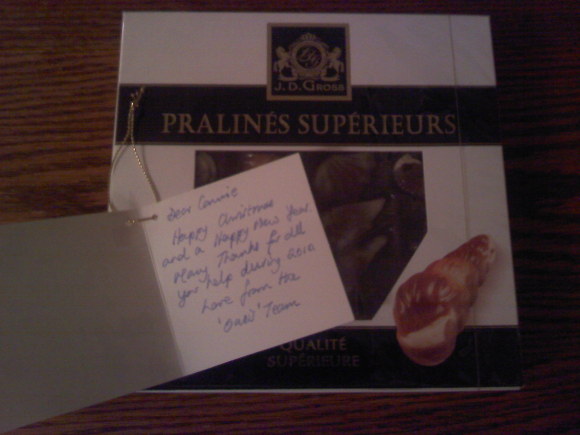 J.D. GROSS
PRALINÉS SUPÉRIEURS
Dear Connie
Happy Christmas
and a Happy New Year.
Many Thanks for all
your help during 2010
Love from the
Team
QUALITÉ
SUPÉRIEURE